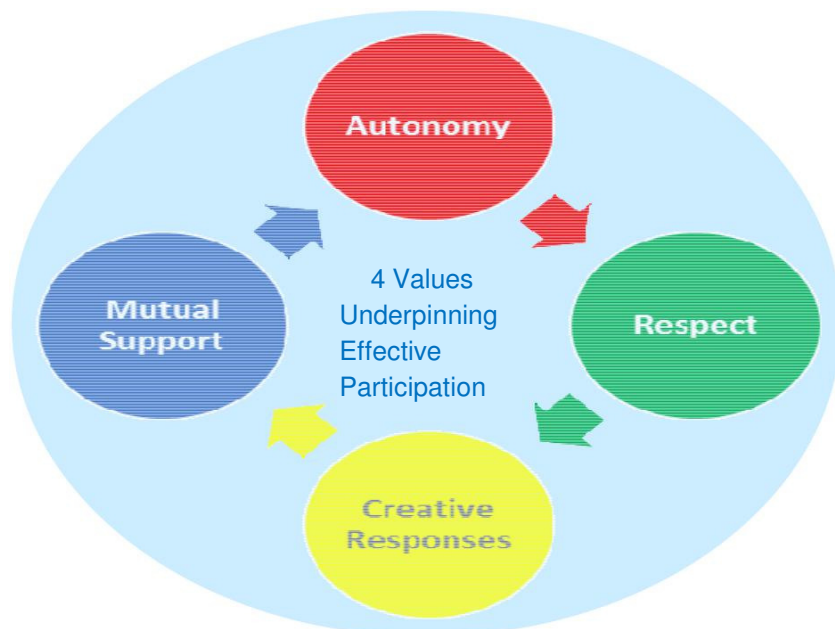 Autonomy
4 Values
Underpinning
Effective
Participation
Mutual
Support
Respect
Creative
Responses